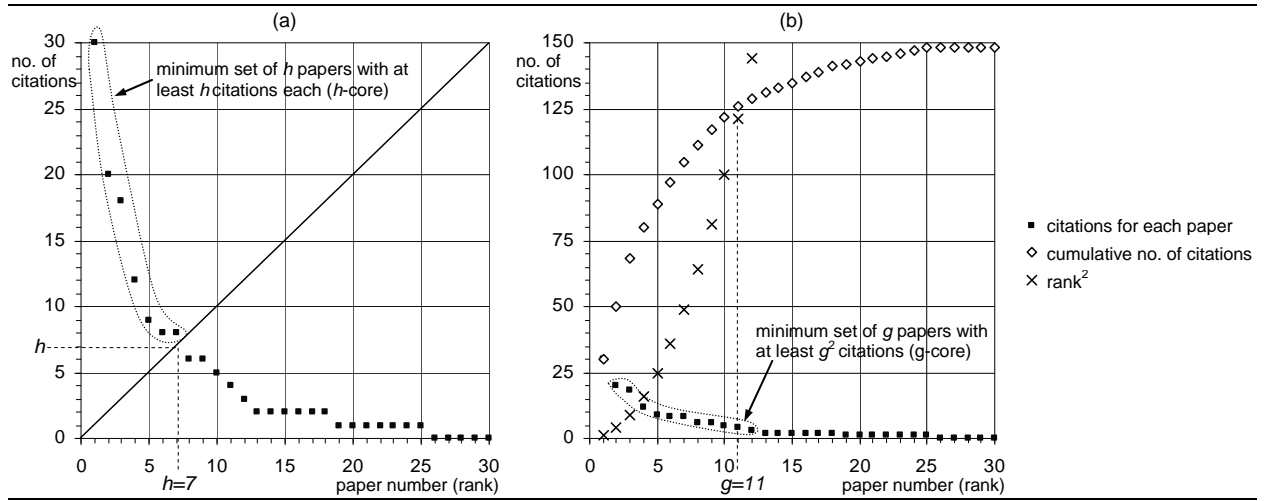 (a)
30
no. of
citations
25
20
15
10
h
5
0
minimum set of h papers with at
least h citations each (h-core)
0 5 10 15 20 25 30
h=7
paper number (rank)
(b)
150
no. of
citations
125
100
75
50
25
0
minimum set of g papers with
at least g² citations (g-core)
0 5 10 15 20 25 30
g=11
paper number (rank)
citations for each paper
cumulative no. of citations
rank²